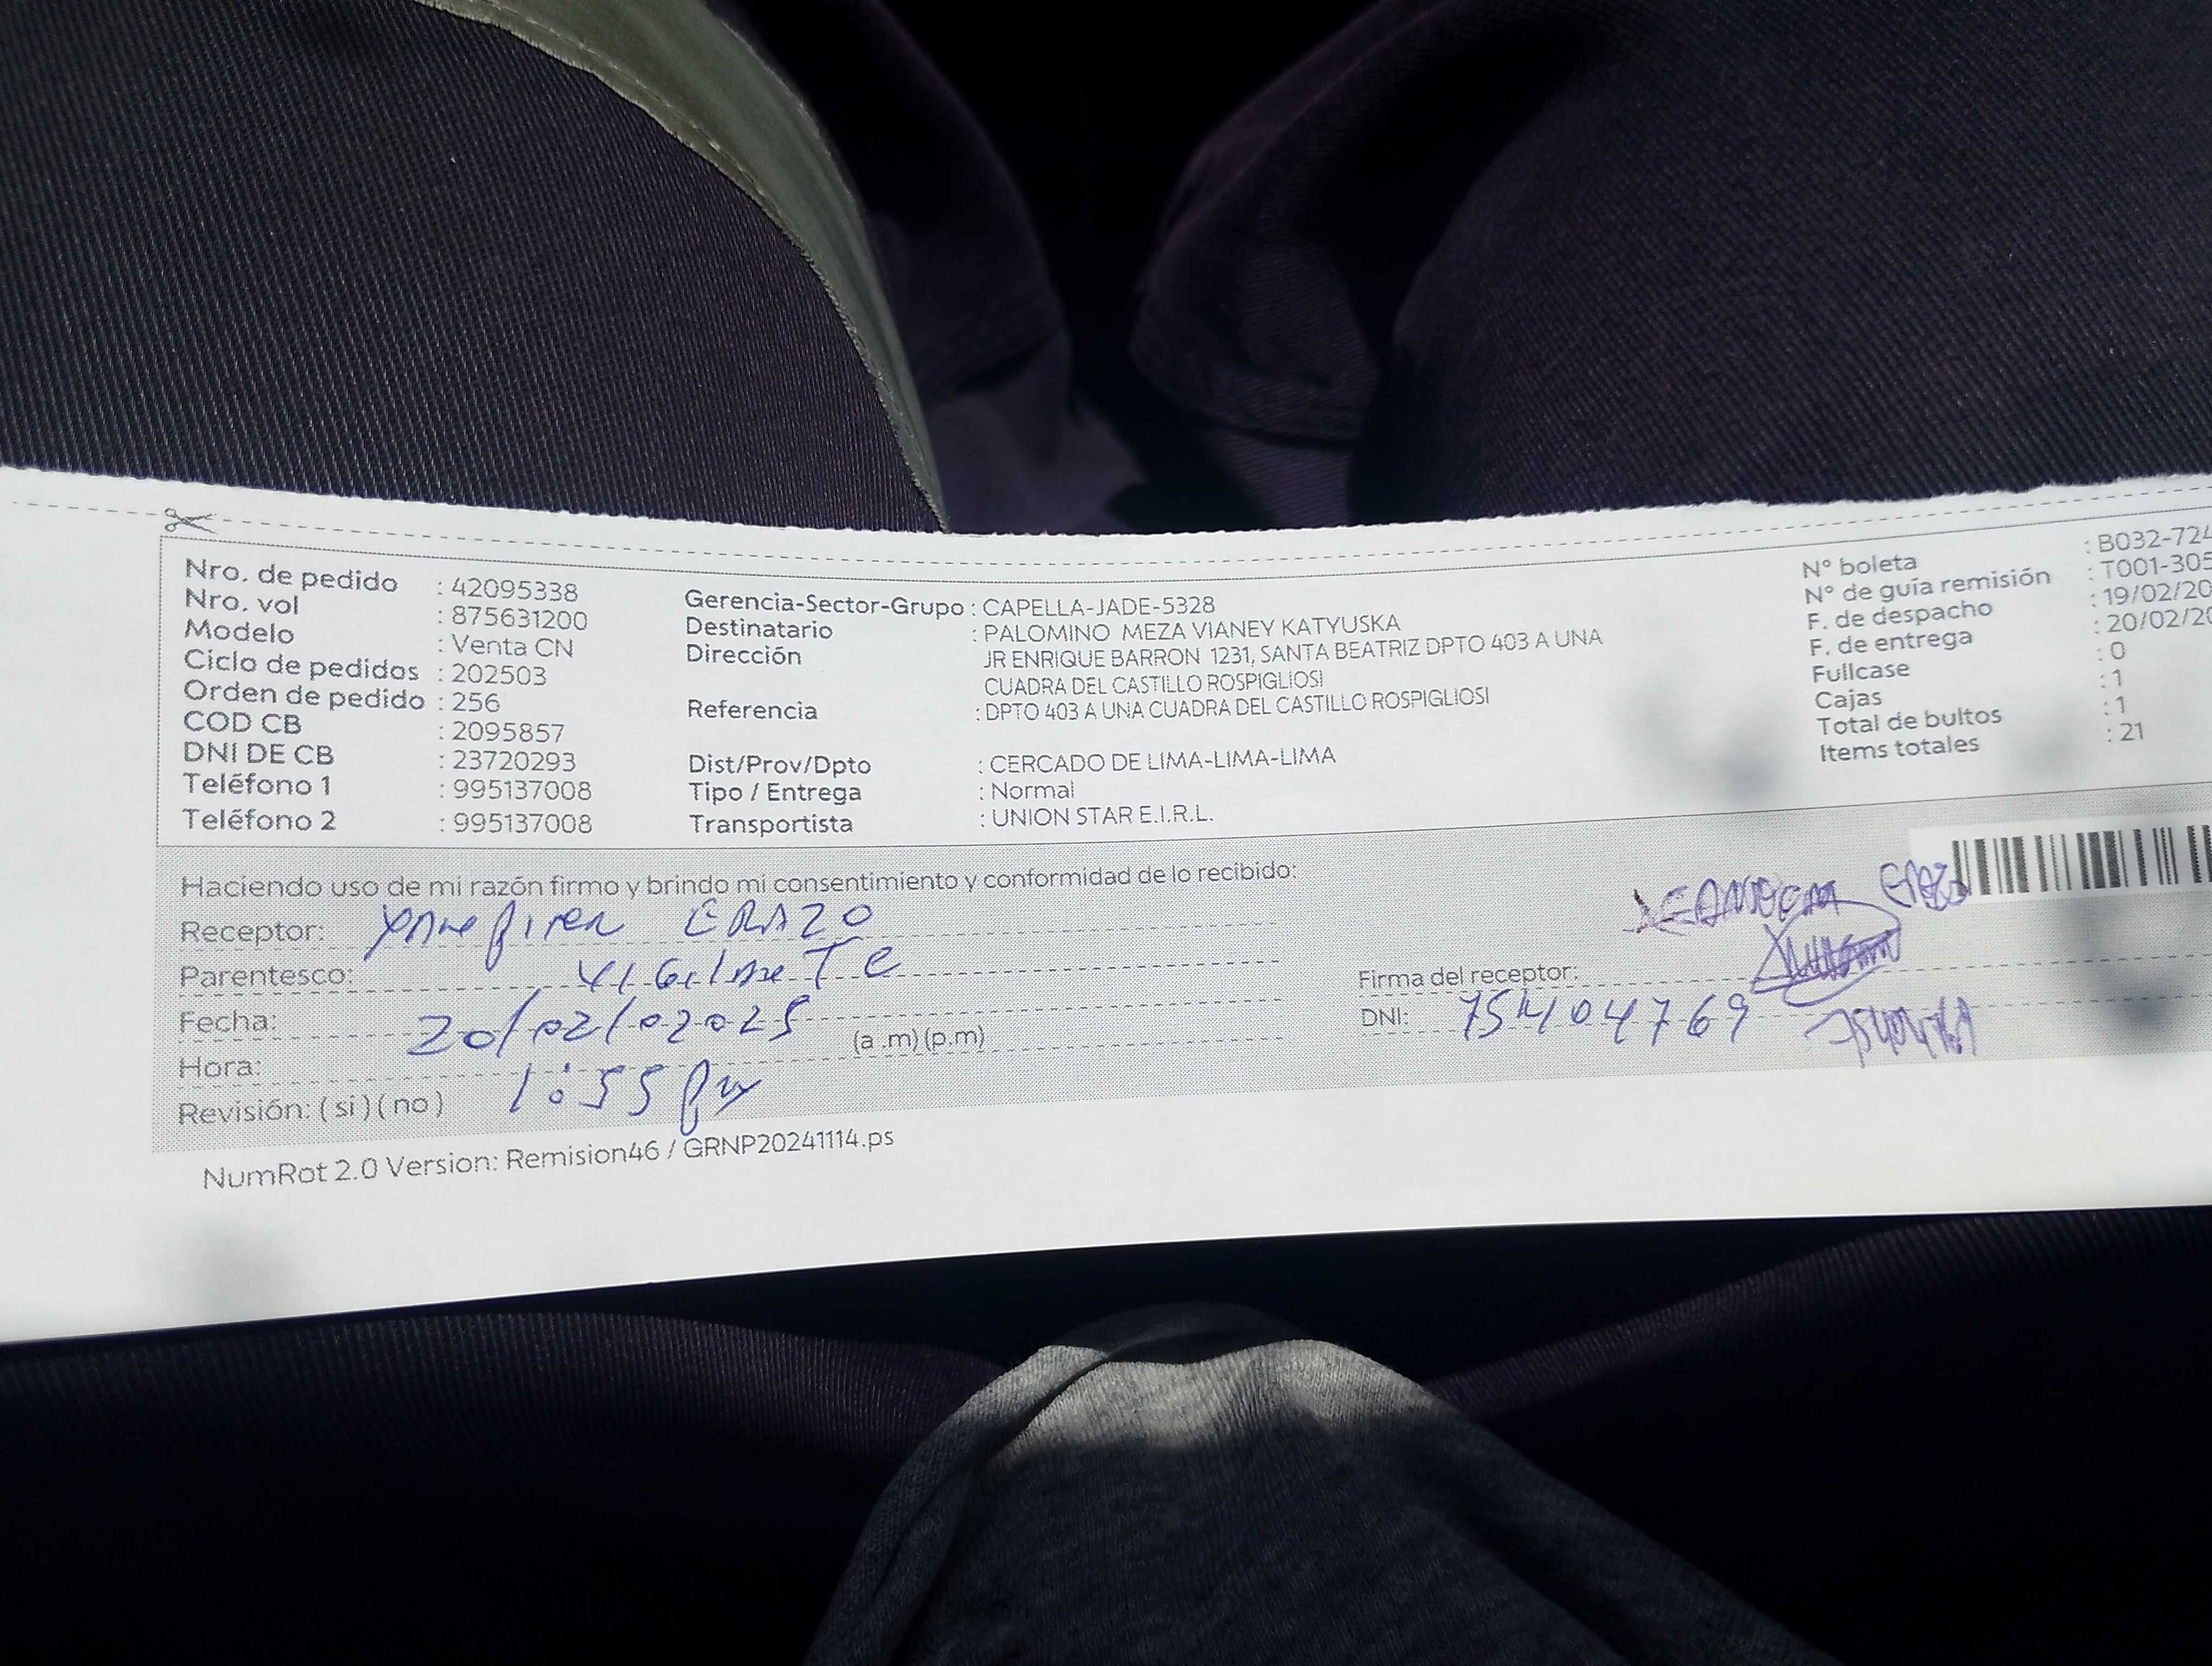 Nro. de pedido : 42095338
Nro. vol : 875631200
Modelo : Venta CN
Ciclo de pedidos : 202503
Orden de pedido : 256
COD CB : 2095857
DNI DE CB : 23720293
Teléfono 1 : 995137008
Teléfono 2 : 995137008
Gerencia-Sector-Grupo : CAPELLA-JADE-5328
Destinatario : PALOMINO MEZA VIANEY KATYUSKA
Dirección JR ENRIQUE BARRON 1231, SANTA BEATRIZ DPTO 403 A UNA
CUADRA DEL CASTILLO ROSPIGLIOSI
Referencia : DPTO 403 A UNA CUADRA DEL CASTILLO ROSPIGLIOSI
Dist/Prov/Dpto : CERCADO DE LIMA-LIMA-LIMA
Tipo / Entrega : Normal
Transportista : UNION STAR E.I.R.L.
N° boleta : B032-724
N° de guía remisión : T001-305
F. de despacho : 19/02/20
F. de entrega : 20/02/20
Fullcase : 0
Cajas : 1
Total de bultos : 1
Items totales : 21
Haciendo uso de mi razón firmo y brindo mi consentimiento y conformidad de lo recibido:
Receptor: ERAZO
Parentesco: VIGILANTE
Fecha: 20/02/02025
Hora: (a .m) (p.m)
Revisión: ( si ) ( no ) 1:55 pm
Firma del receptor:
DNI: 75404769
NumRot 2.0 Version: Remision46 / GRNP20241114.ps